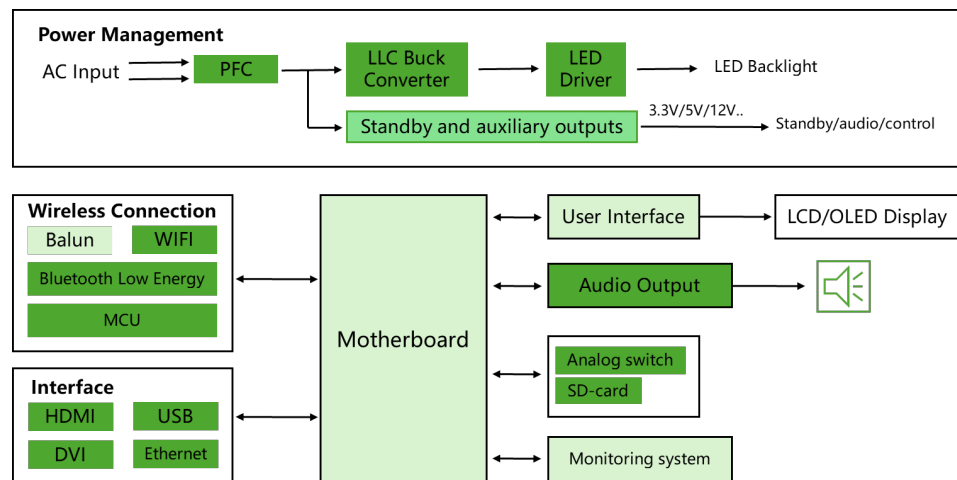 Power Management
AC Input
PFC
LLC Buck
Converter
LED
Driver
LED Backlight
Standby and auxiliary outputs
3.3V/5V/12V..
Standby/audio/control
Wireless Connection
Balun
WIFI
Bluetooth Low Energy
MCU
Interface
HDMI
USB
DVI
Ethernet
Motherboard
User Interface
LCD/OLED Display
Audio Output
Analog switch
SD-card
Monitoring system